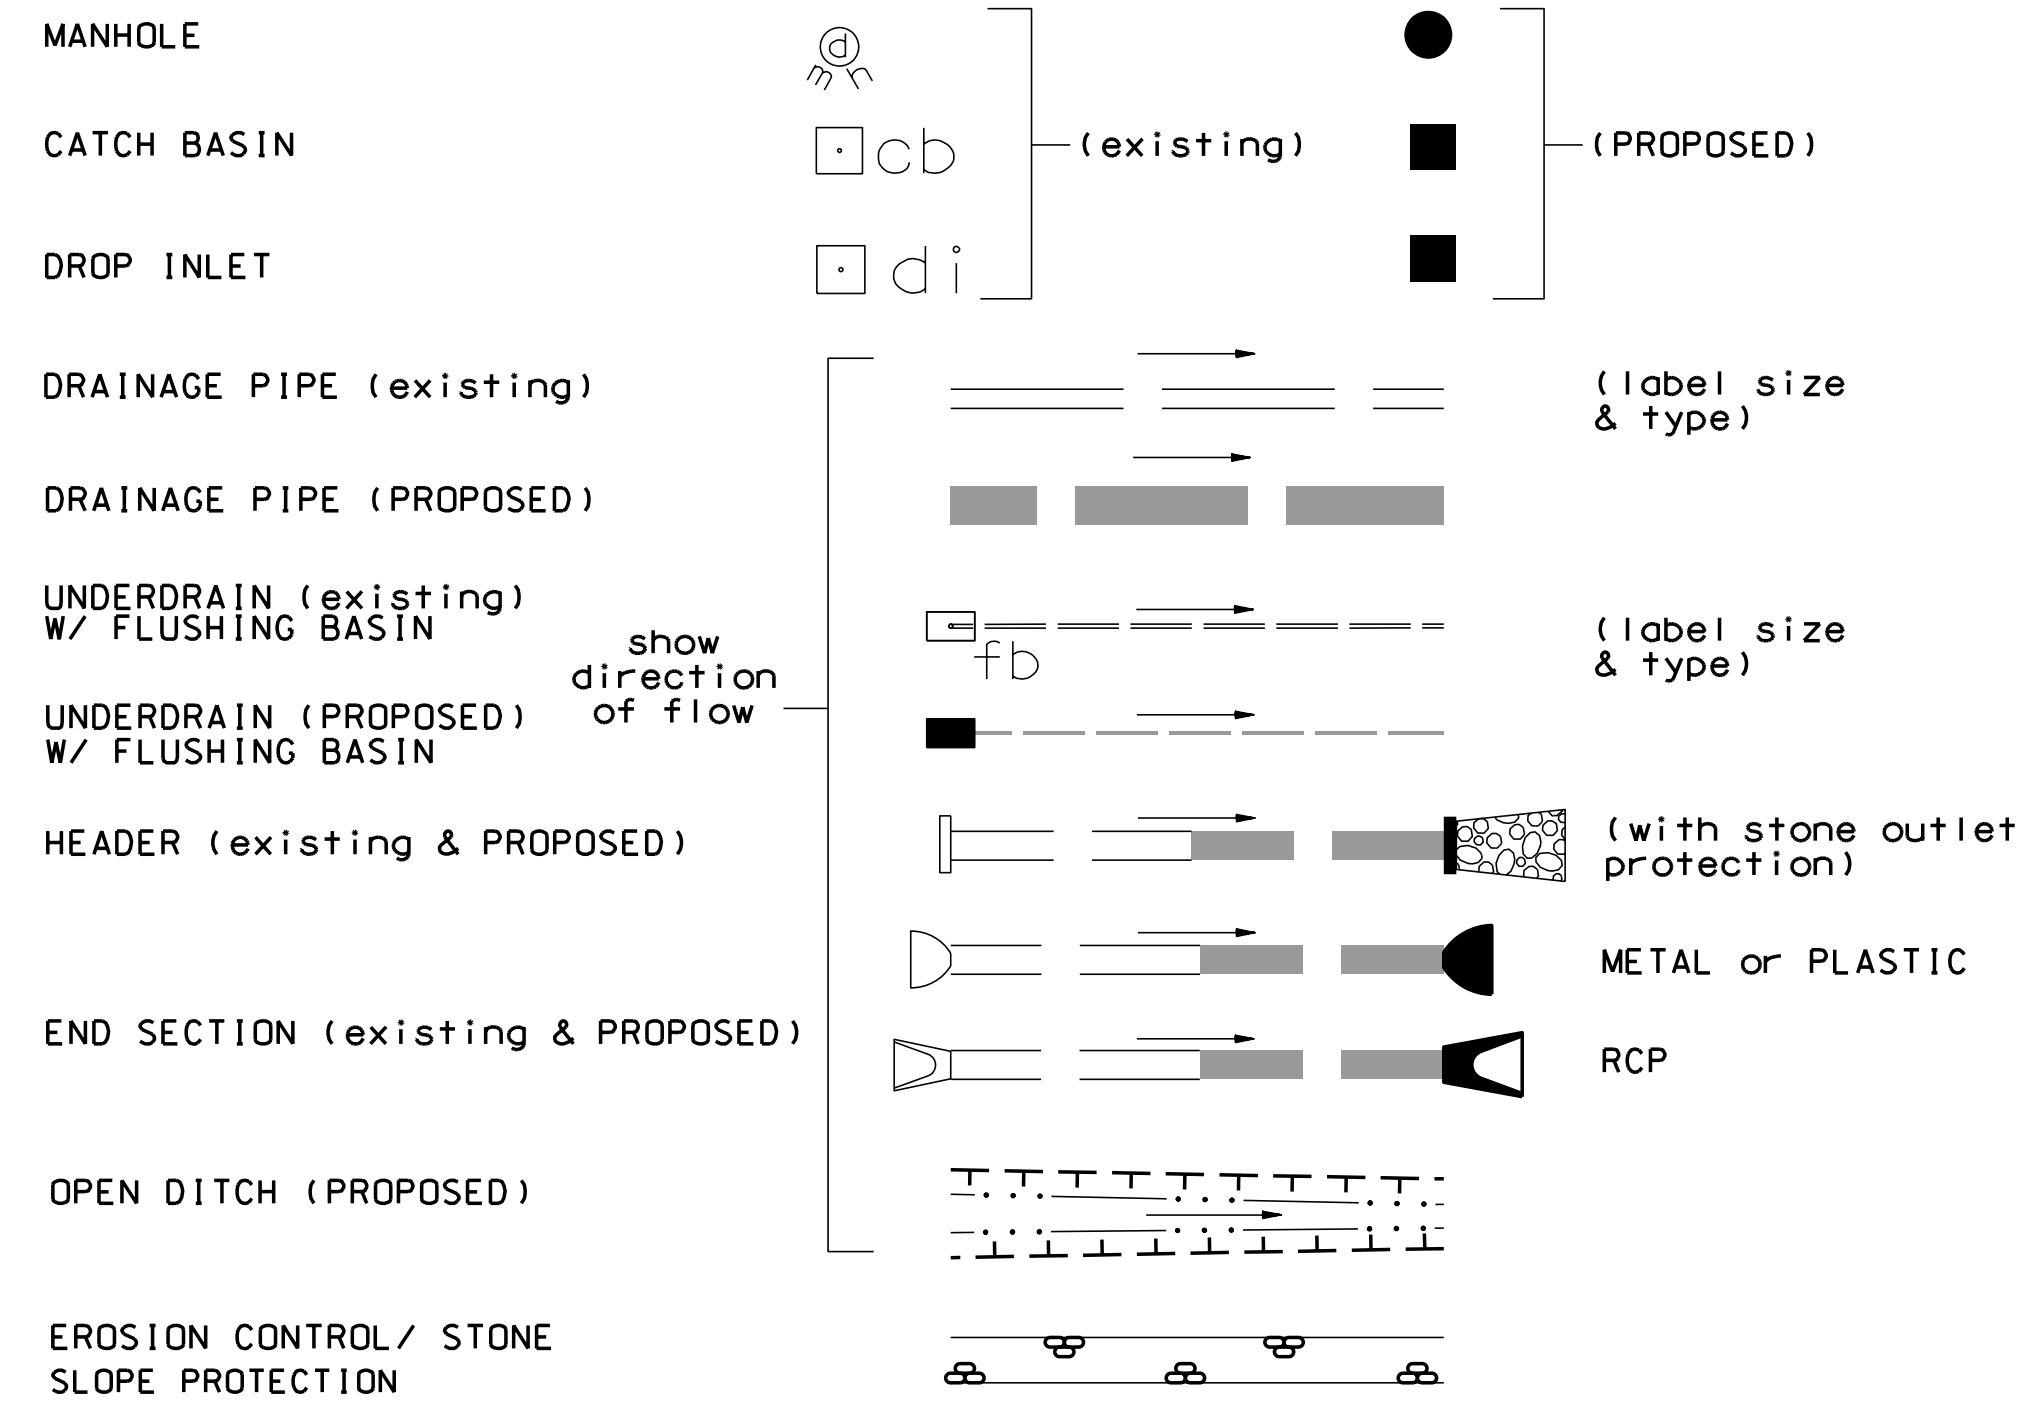 MANHOLE
d
mh
CATCH BASIN
cb
(existing)
(PROPOSED)
DROP INLET
di
DRAINAGE PIPE (existing)
(label size
& type)
DRAINAGE PIPE (PROPOSED)
UNDERDRAIN (existing)
W/ FLUSHING BASIN
fb
(label size
& type)
show
direction
of flow
UNDERDRAIN (PROPOSED)
W/ FLUSHING BASIN
HEADER (existing & PROPOSED)
(with stone outlet
protection)
METAL or PLASTIC
END SECTION (existing & PROPOSED)
RCP
OPEN DITCH (PROPOSED)
EROSION CONTROL/ STONE
SLOPE PROTECTION